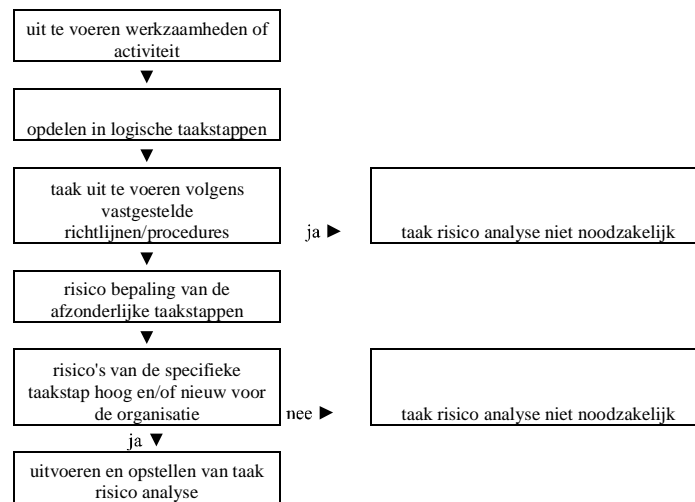 uit te voeren werkzaamheden of
activiteit
▼
opdelen in logische taakstappen
▼
taak uit te voeren volgens
vastgestelde
richtlijnen/procedures
ja ►
taak risico analyse niet noodzakelijk
▼
risico bepaling van de
afzonderlijke taakstappen
▼
risico's van de specifieke
taakstap hoog en/of nieuw voor
de organisatie
nee ►
taak risico analyse niet noodzakelijk
ja ▼
uitvoeren en opstellen van taak
risico analyse